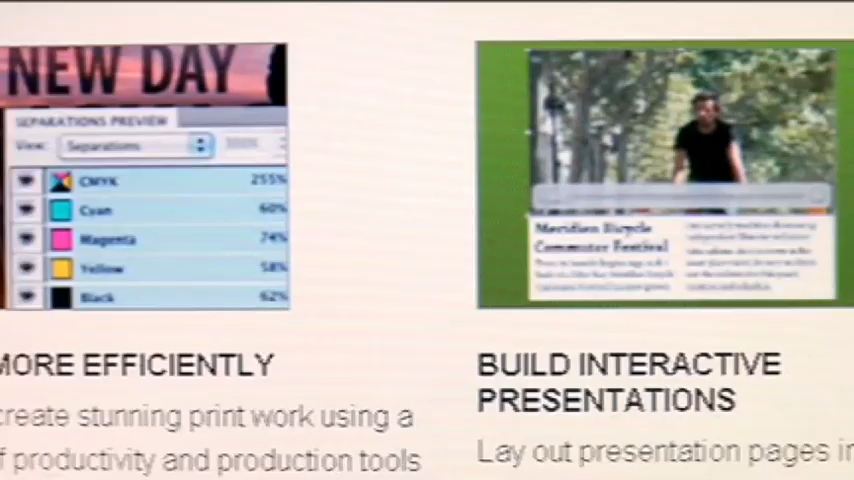 NEW DAY
SEPARATIONS PREVIEW
View: Separations 300%
CMYK 255%
Cyan 60%
Magenta 74%
Yellow 58%
Black 62%
MORE EFFICIENTLY
create stunning print work using a
f productivity and production tools
Meridien Bicycle
Commuter Festival
BUILD INTERACTIVE
PRESENTATIONS
Lay out presentation pages in